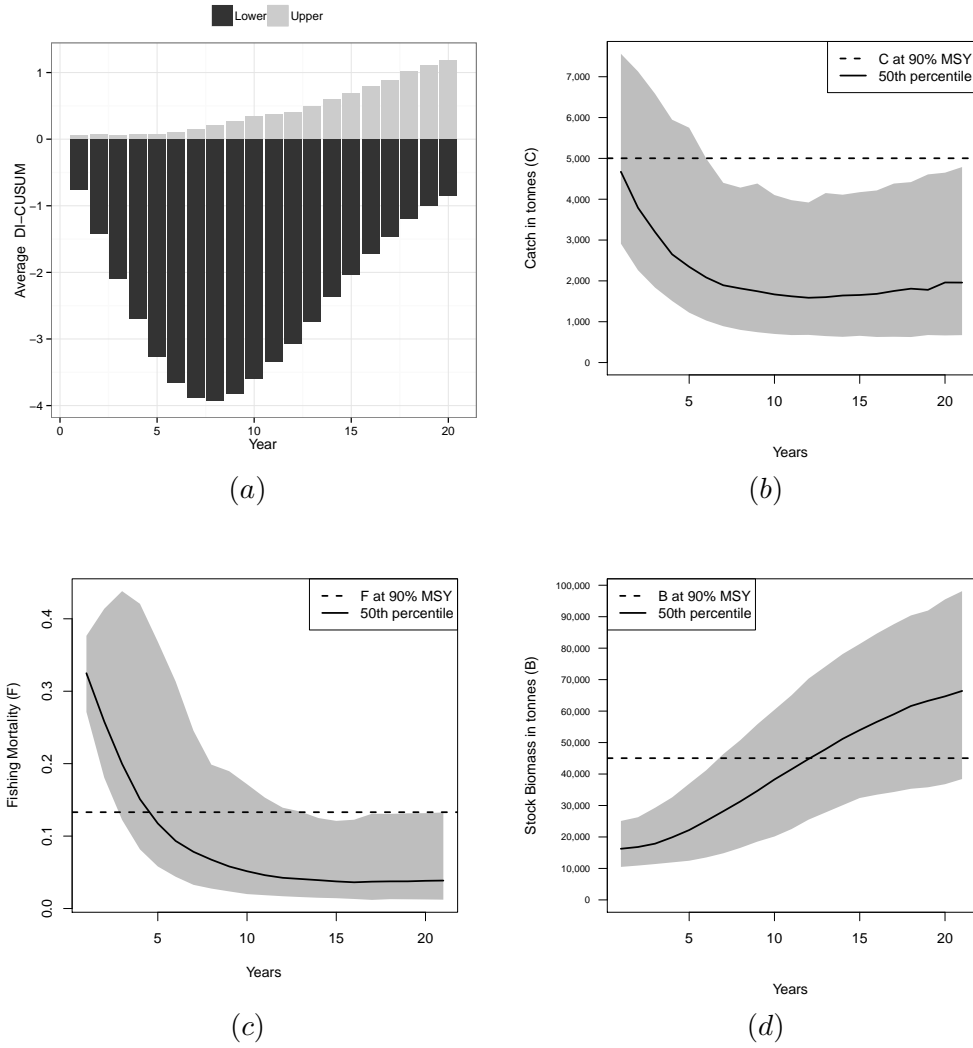 Lower Upper
1
0
−1
−2
−3
−4
Average DI−CUSUM
0 5 10 15 20
Year
(a)
C at 90% MSY
50th percentile
7,000
6,000
5,000
4,000
3,000
2,000
1,000
0
Catch in tonnes (C)
5 10 15 20
Years
(b)
F at 90% MSY
50th percentile
0.4
0.3
0.2
0.1
0.0
Fishing Mortality (F)
5 10 15 20
Years
(c)
B at 90% MSY
50th percentile
100,000
90,000
80,000
70,000
60,000
50,000
40,000
30,000
20,000
10,000
0
Stock Biomass in tonnes (B)
5 10 15 20
Years
(d)